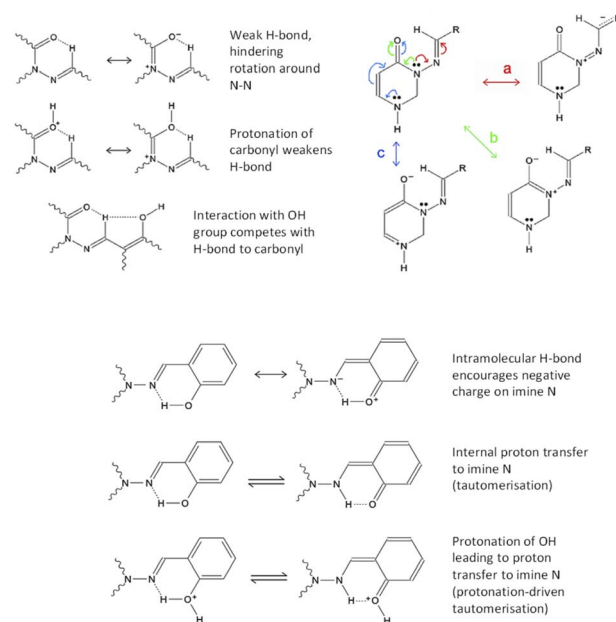 Weak H-bond,
hindering
rotation around
N-N
Protonation of
carbonyl weakens
H-bond
Interaction with OH
group competes with
H-bond to carbonyl
a
b
c
Intramolecular H-bond
encourages negative
charge on imine N
Internal proton transfer
to imine N
(tautomerisation)
Protonation of OH
leading to proton
transfer to imine N
(protonation-driven
tautomerisation)